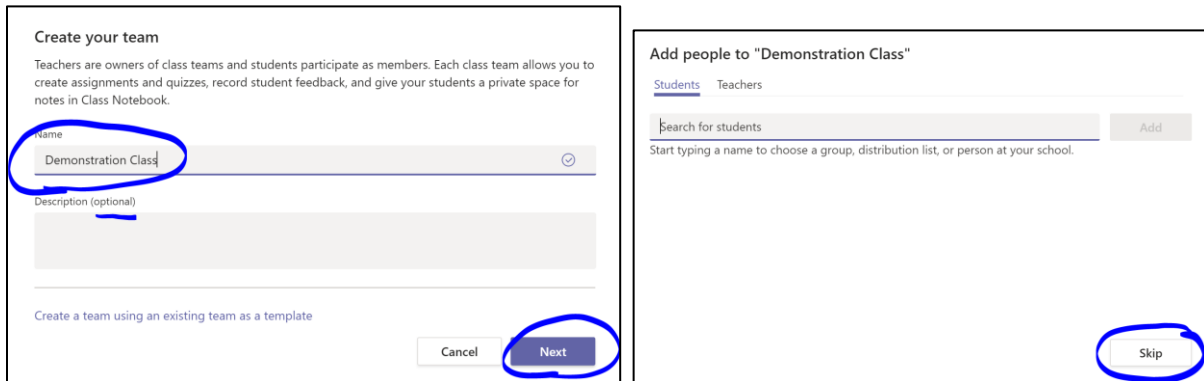 Create your team
Teachers are owners of class teams and students participate as members. Each class team allows you to
create assignments and quizzes, record student feedback, and give your students a private space for
notes in Class Notebook.
Name
Demonstration Class
Description (optional)
Create a team using an existing team as a template
Cancel
Next
Add people to "Demonstration Class"
Students Teachers
Search for students
Add
Start typing a name to choose a group, distribution list, or person at your school.
Skip